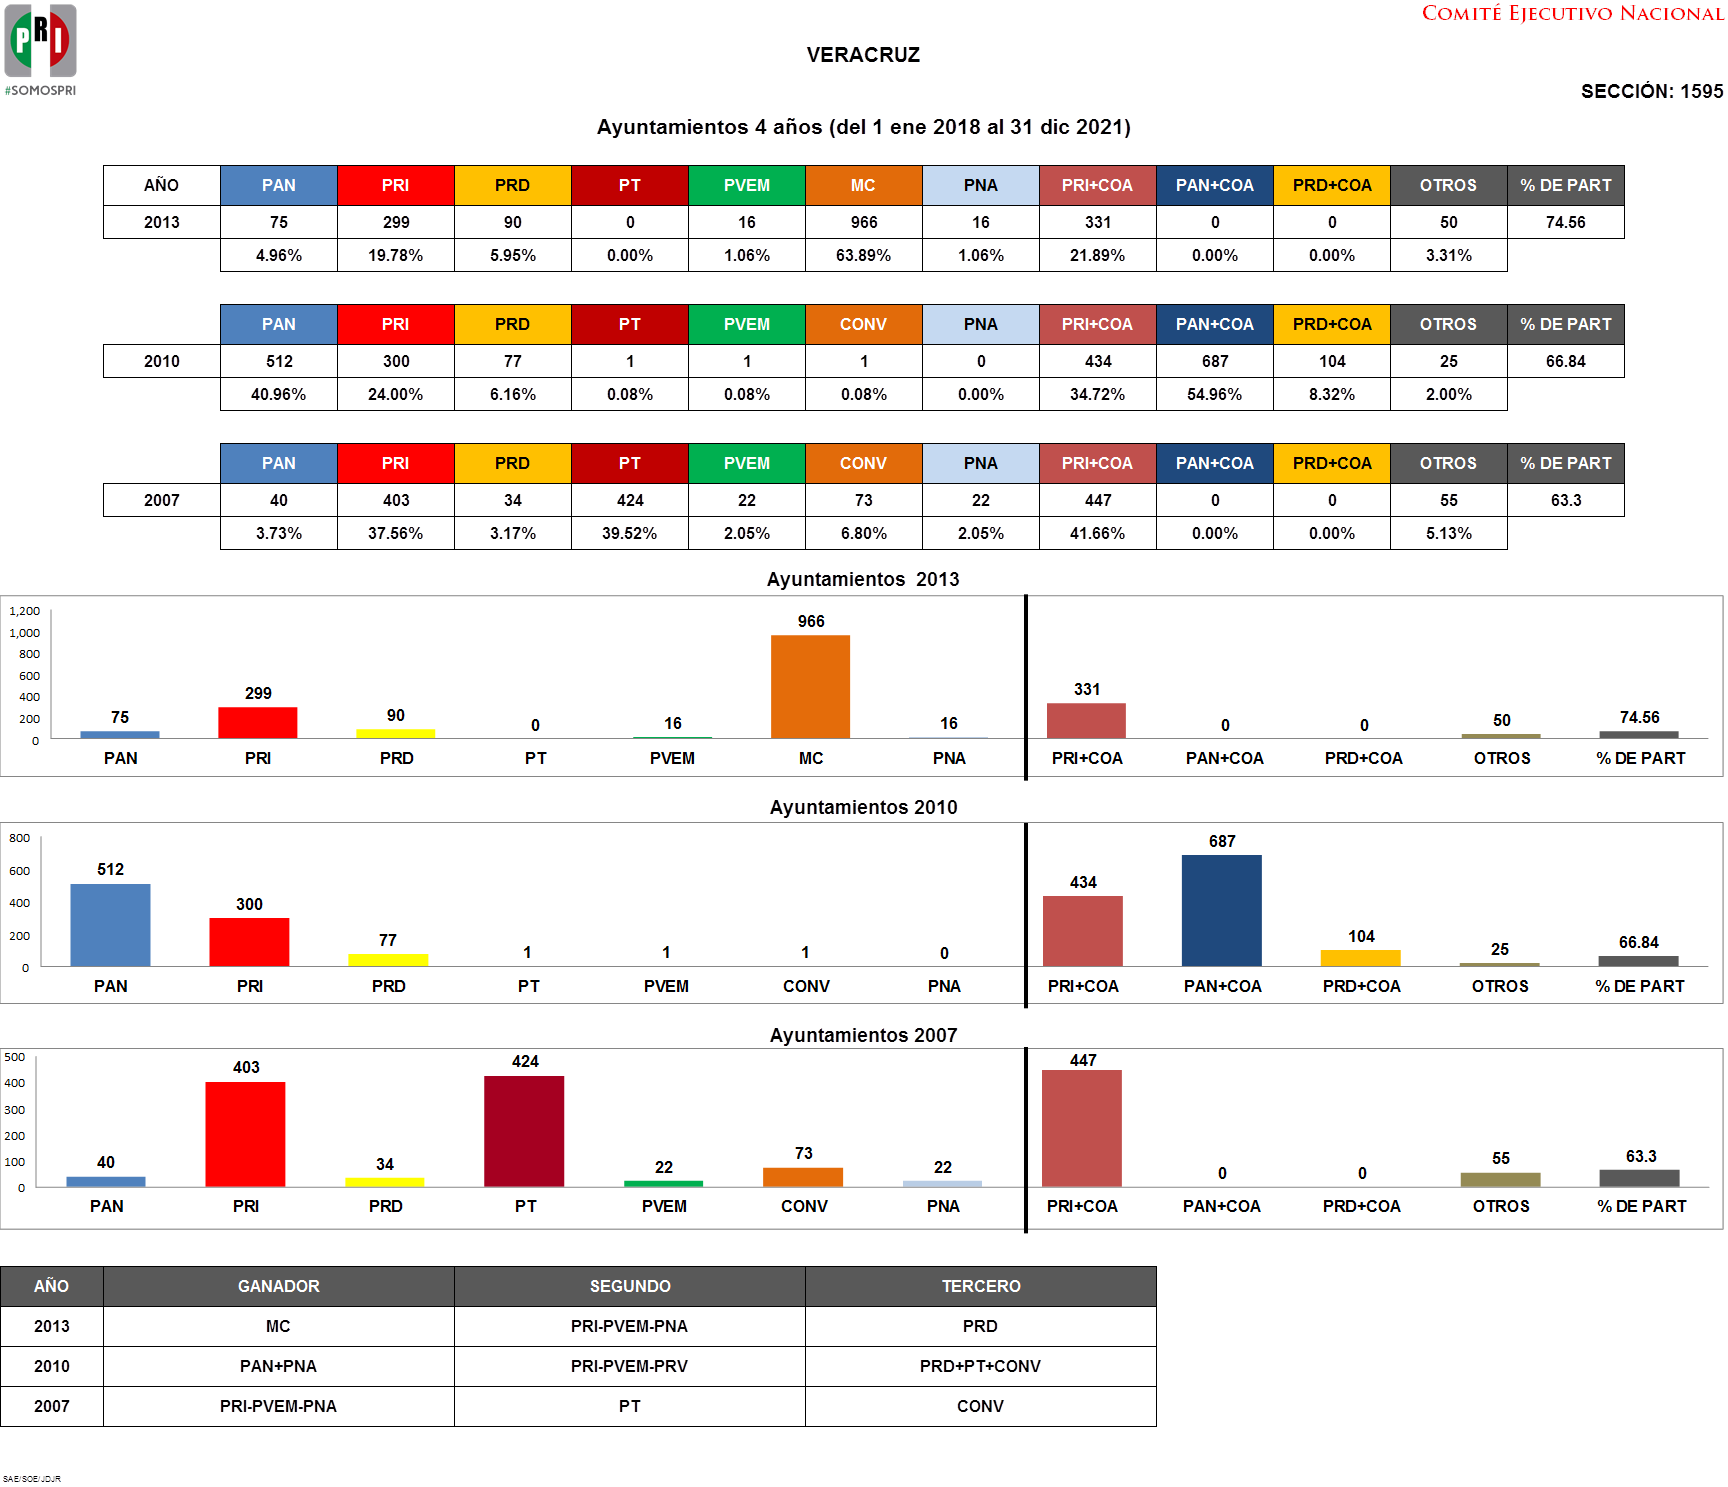 COMITÉ EJECUTIVO NACIONAL
PRI
#SOMOSPRI
VERACRUZ
SECCIÓN: 1595
Ayuntamientos 4 años (del 1 ene 2018 al 31 dic 2021)
AÑO PAN PRI PRD PT PVEM MC PNA PRI+COA PAN+COA PRD+COA OTROS % DE PART
2013 75 299 90 0 16 966 16 331 0 0 50 74.56
4.96% 19.78% 5.95% 0.00% 1.06% 63.89% 1.06% 21.89% 0.00% 0.00% 3.31%
PAN PRI PRD PT PVEM CONV PNA PRI+COA PAN+COA PRD+COA OTROS % DE PART
2010 512 300 77 1 1 1 0 434 687 104 25 66.84
40.96% 24.00% 6.16% 0.08% 0.08% 0.08% 0.00% 34.72% 54.96% 8.32% 2.00%
PAN PRI PRD PT PVEM CONV PNA PRI+COA PAN+COA PRD+COA OTROS % DE PART
2007 40 403 34 424 22 73 22 447 0 0 55 63.3
3.73% 37.56% 3.17% 39.52% 2.05% 6.80% 2.05% 41.66% 0.00% 0.00% 5.13%
Ayuntamientos 2013
1,200
1,000
800
600
400
200
0
75 299 90 0 16 966 16 331 0 0 50 74.56
PAN PRI PRD PT PVEM MC PNA PRI+COA PAN+COA PRD+COA OTROS % DE PART
Ayuntamientos 2010
800
600
400
200
0
512 300 77 1 1 1 0 434 687 104 25 66.84
PAN PRI PRD PT PVEM CONV PNA PRI+COA PAN+COA PRD+COA OTROS % DE PART
Ayuntamientos 2007
500
400
300
200
100
0
40 403 34 424 22 73 22 447 0 0 55 63.3
PAN PRI PRD PT PVEM CONV PNA PRI+COA PAN+COA PRD+COA OTROS % DE PART
AÑO GANADOR SEGUNDO TERCERO
2013 MC PRI-PVEM-PNA PRD
2010 PAN+PNA PRI-PVEM-PRV PRD+PT+CONV
2007 PRI-PVEM-PNA PT CONV
SAE/SOE/JDJR